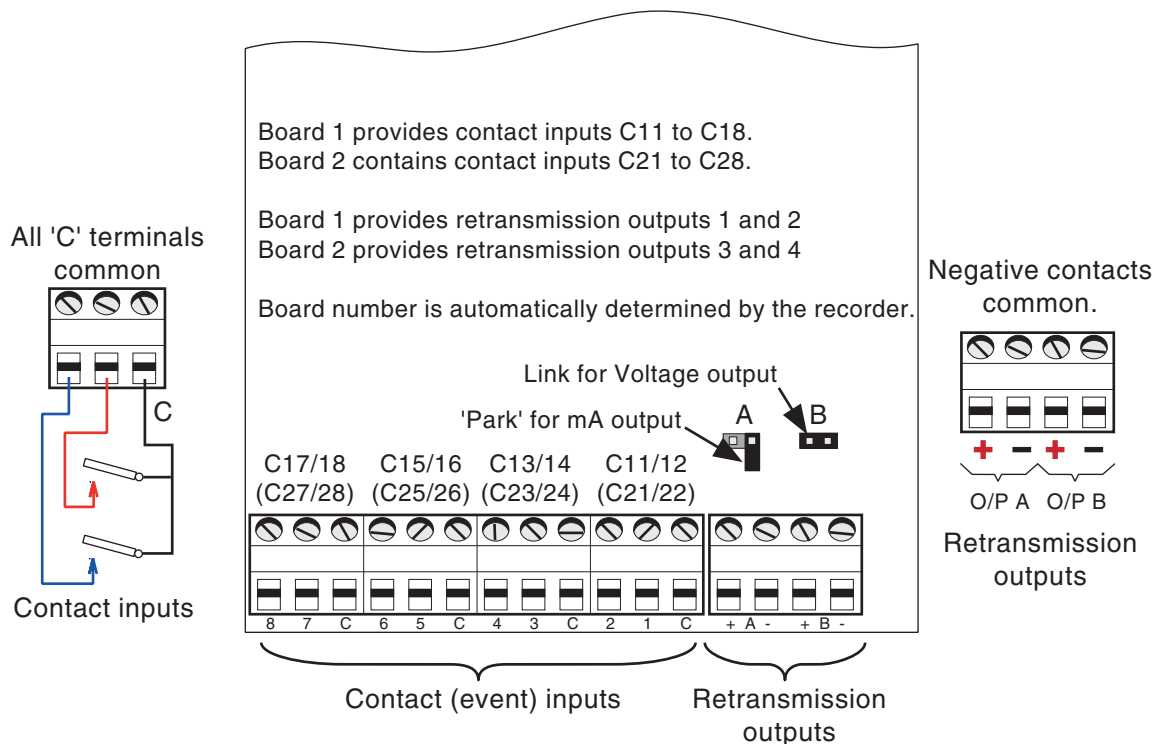 Board 1 provides contact inputs C11 to C18.
Board 2 contains contact inputs C21 to C28.
Board 1 provides retransmission outputs 1 and 2
Board 2 provides retransmission outputs 3 and 4
Board number is automatically determined by the recorder.
All 'C' terminals
common
C
Contact inputs
Link for Voltage output
'Park' for mA output
A
B
C17/18
(C27/28)
C15/16
(C25/26)
C13/14
(C23/24)
C11/12
(C21/22)
8 7 C 6 5 C 4 3 C 2 1 C + A - + B -
Contact (event) inputs
Retransmission
outputs
Negative contacts
common.
+ - + -
O/P A O/P B
Retransmission
outputs